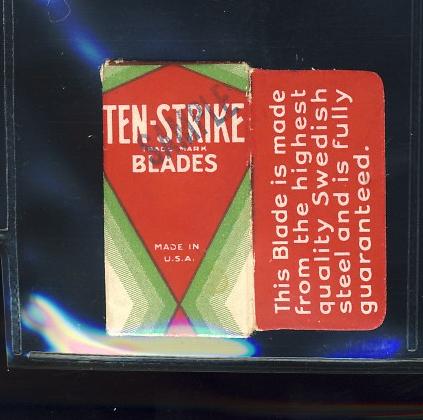 TEN-STRIKE
SAMPLE
TRADE MARK
BLADES
MADE IN
U.S.A.
This Blade is made
from the highest
quality Swedish
steel and is fully
guaranteed.